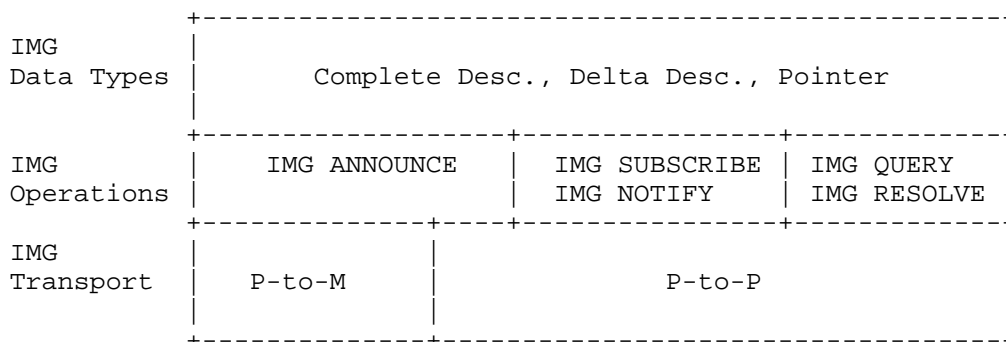 IMG
Data Types Complete Desc., Delta Desc., Pointer
IMG IMG ANNOUNCE IMG SUBSCRIBE IMG QUERY
Operations IMG NOTIFY IMG RESOLVE
IMG
Transport P-to-M P-to-P